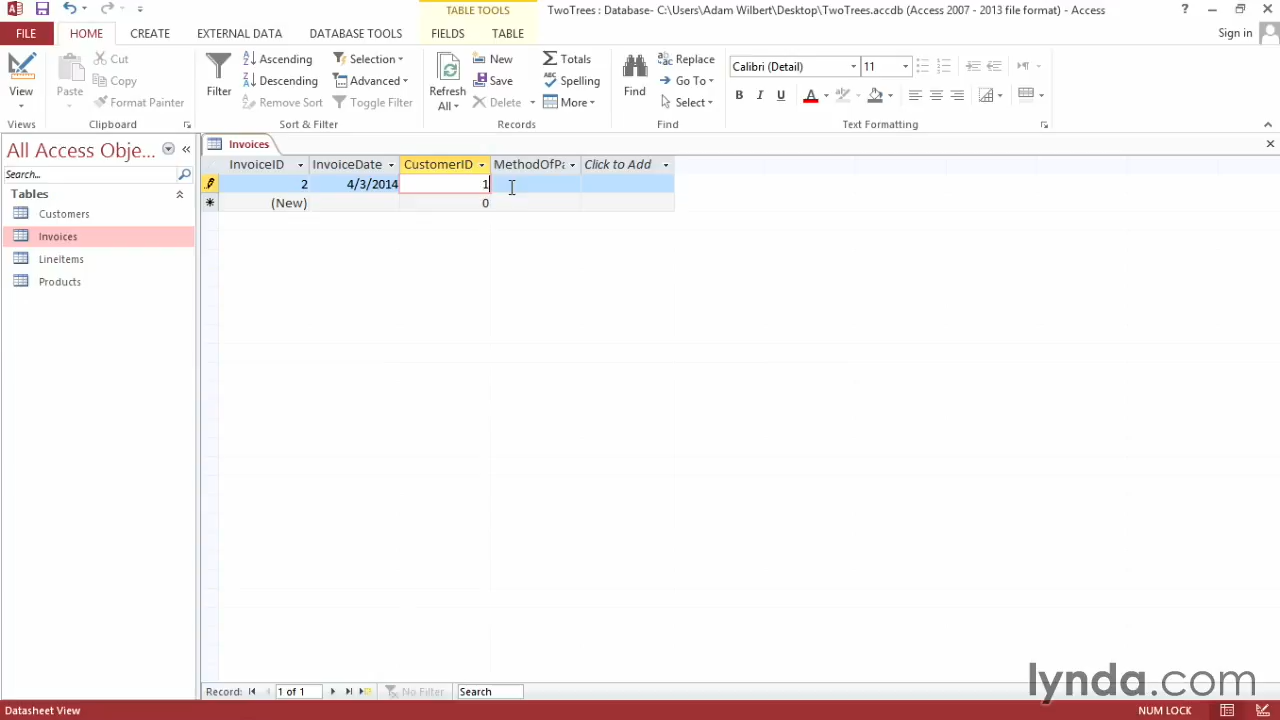 TABLE TOOLS
TwoTrees : Database- C:\Users\Adam Wilbert\Desktop\TwoTrees.accdb (Access 2007 - 2013 file format) - Access
?
FILE HOME CREATE EXTERNAL DATA DATABASE TOOLS FIELDS TABLE Sign in
View
Views
Paste
Cut
Copy
Format Painter
Clipboard
Filter
Ascending
Descending
Remove Sort
Selection
Advanced
Toggle Filter
Sort & Filter
Refresh
All
New
Save
Delete
Totals
Spelling
More
Records
Find
Replace
Go To
Select
Find
Calibri (Detail) 11
B I U A
Text Formatting
All Access Obje...
Search...
Tables
Customers
Invoices
LineItems
Products
Invoices
InvoiceID InvoiceDate CustomerID MethodOfPa Click to Add
2 4/3/2014 1
(New) 0
lynda.com
Record: 1 of 1 No Filter Search
Datasheet View NUM LOCK